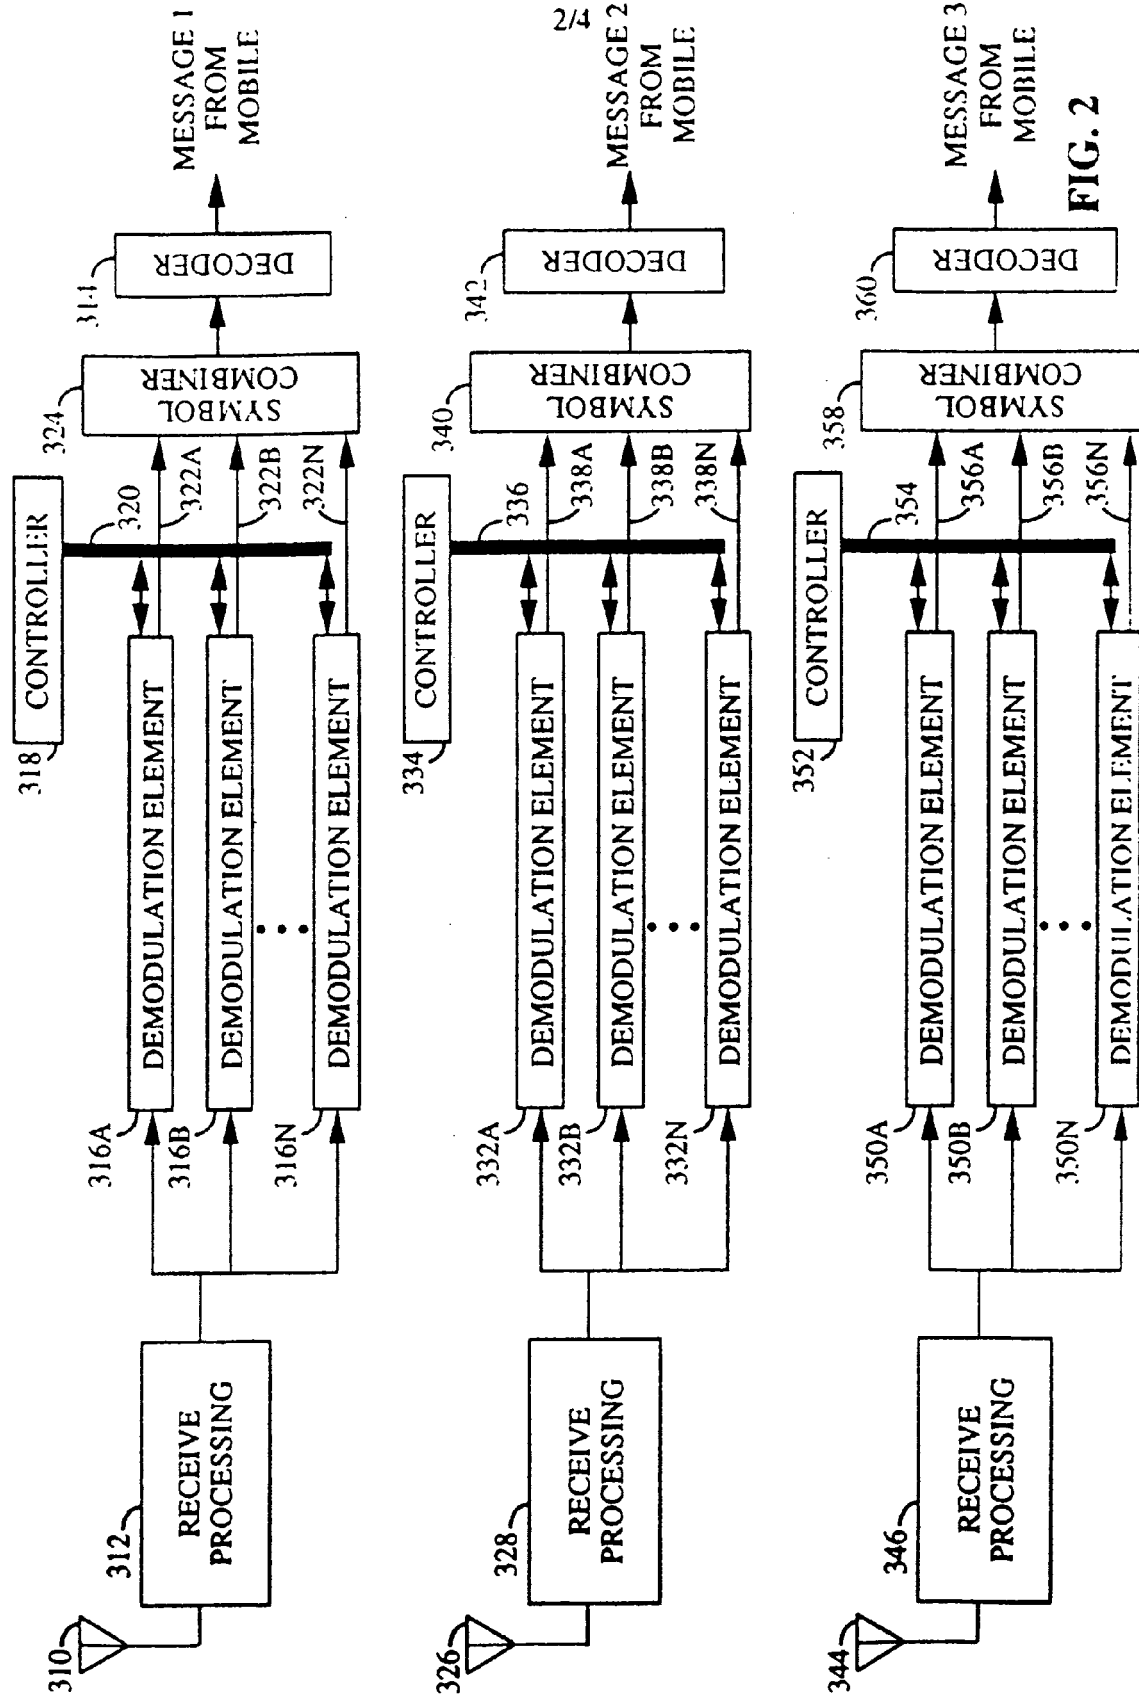 2/4
310
312
RECEIVE
PROCESSING
316A
316B
316N
DEMODULATION ELEMENT
DEMODULATION ELEMENT
DEMODULATION ELEMENT
318
CONTROLLER
320
322A
322B
322N
324
SYMBOL
COMBINER
314
DECODER
MESSAGE 1
FROM
MOBILE
326
328
RECEIVE
PROCESSING
332A
332B
332N
DEMODULATION ELEMENT
DEMODULATION ELEMENT
DEMODULATION ELEMENT
334
CONTROLLER
336
338A
338B
338N
340
SYMBOL
COMBINER
342
DECODER
MESSAGE 2
FROM
MOBILE
344
346
RECEIVE
PROCESSING
350A
350B
350N
DEMODULATION ELEMENT
DEMODULATION ELEMENT
DEMODULATION ELEMENT
352
CONTROLLER
354
356A
356B
356N
358
SYMBOL
COMBINER
360
DECODER
MESSAGE 3
FROM
MOBILE
FIG. 2